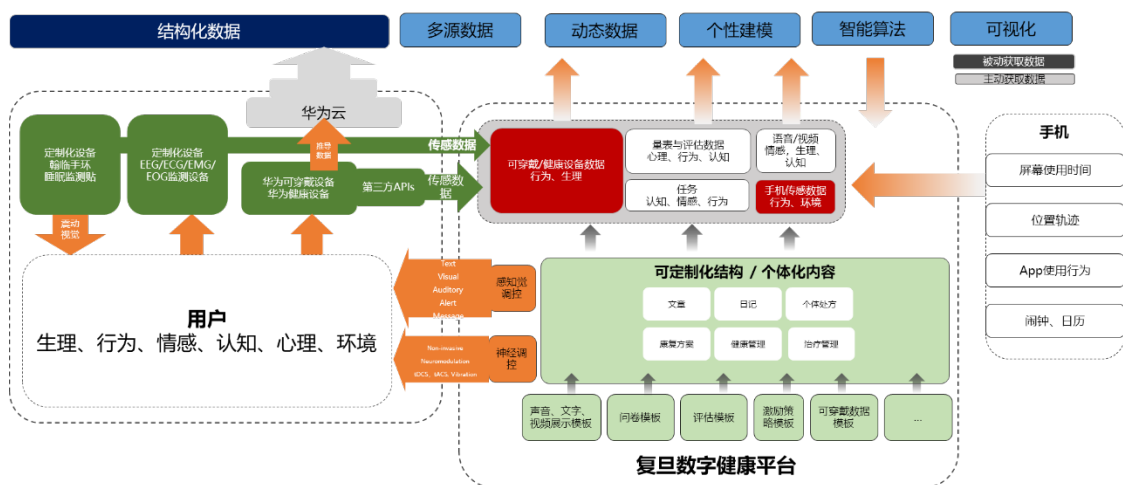 结构化数据
多源数据
动态数据
个性建模
智能算法
可视化
被动获取数据
主动获取数据
华为云
定制化设备
翰临手环
睡眠监测贴
定制化设备
EEG/ECG/EMG/
EOG监测设备
推导
数据
华为可穿戴设备
华为健康设备
第三方APIs
传感数据
传感数
据
震动
视觉
用户
生理、行为、情感、认知、心理、环境
可穿戴/健康设备数据
行为、生理
量表与评估数据
心理、行为、认知
语音/视频
情感，生理、
认知
任务
认知、情感、行为
手机传感数据
行为、环境
Text
Visual
Auditory
Alert
Message
感知觉
调控
Non-invasive
Neuromodulation
tDCS、tACS, Vibration
神经调
控
可定制化结构 / 个体化内容
文章
日记
个体处方
康复方案
健康管理
治疗管理
声音、文字、
视频展示模板
问卷模板
评估模板
激励策
略模板
可穿戴数据
模板
...
复旦数字健康平台
手机
屏幕使用时间
位置轨迹
App使用行为
闹钟、日历